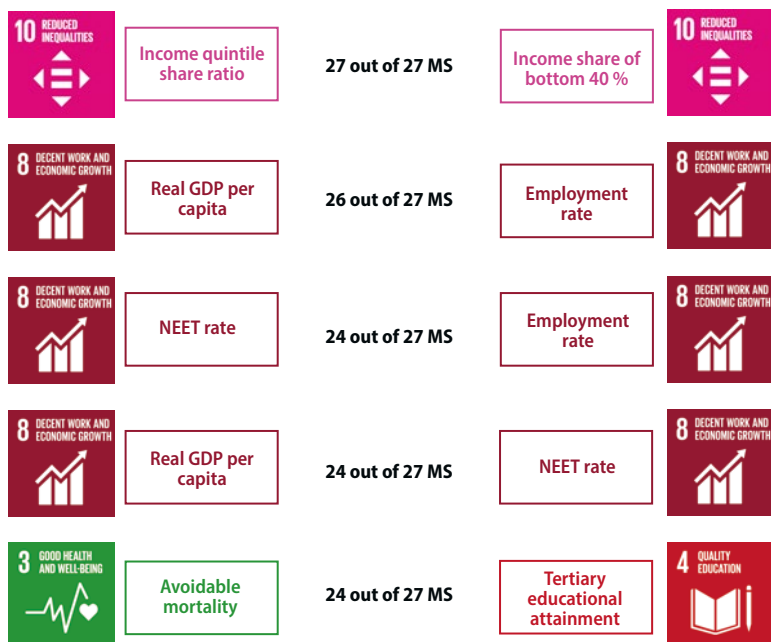 10 REDUCED
INEQUALITIES
Income quintile
share ratio
27 out of 27 MS
Income share of
bottom 40 %
10 REDUCED
INEQUALITIES
8 DECENT WORK AND
ECONOMIC GROWTH
Real GDP per
capita
26 out of 27 MS
Employment
rate
8 DECENT WORK AND
ECONOMIC GROWTH
8 DECENT WORK AND
ECONOMIC GROWTH
NEET rate
24 out of 27 MS
Employment
rate
8 DECENT WORK AND
ECONOMIC GROWTH
8 DECENT WORK AND
ECONOMIC GROWTH
Real GDP per
capita
24 out of 27 MS
NEET rate
8 DECENT WORK AND
ECONOMIC GROWTH
3 GOOD HEALTH
AND WELL-BEING
Avoidable
mortality
24 out of 27 MS
Tertiary
educational
attainment
4 QUALITY
EDUCATION